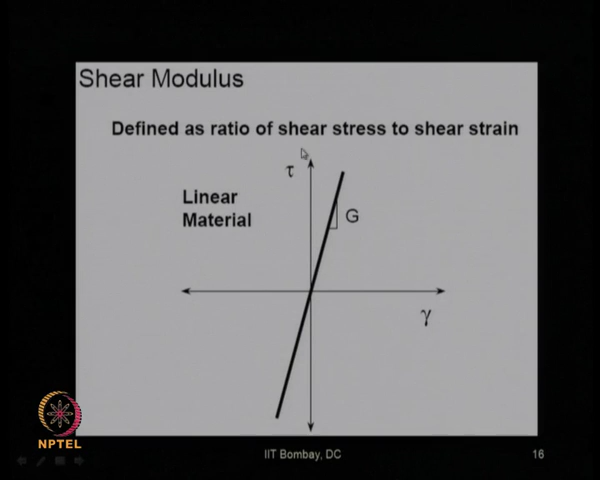 Shear Modulus
Defined as ratio of shear stress to shear strain
τ
Linear
Material
G
γ
NPTEL
IIT Bombay, DC
16